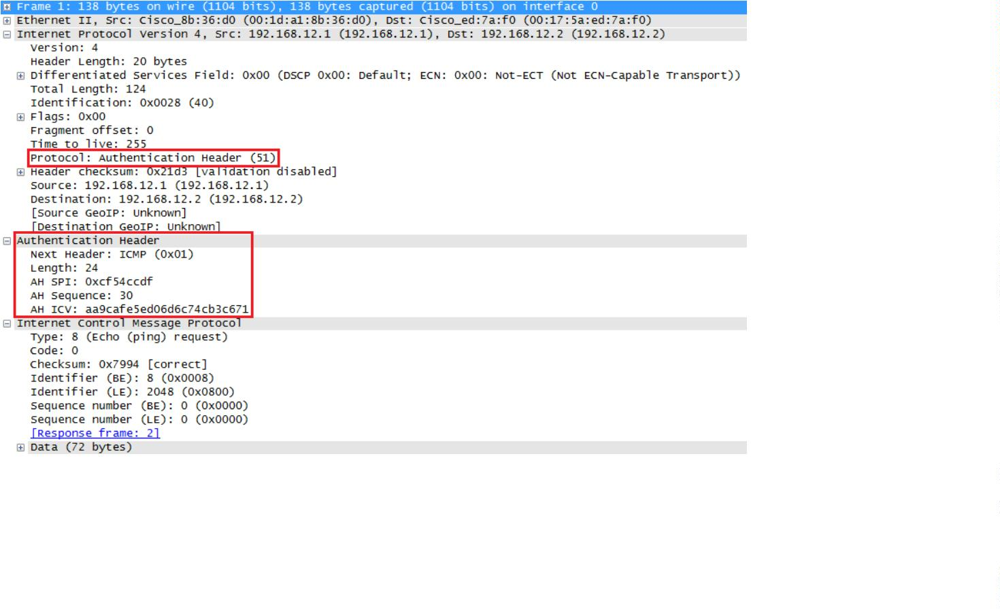 Frame 1: 138 bytes on wire (1104 bits), 138 bytes captured (1104 bits) on interface 0
Ethernet II, Src: Cisco_8b:36:d0 (00:1d:a1:8b:36:d0), Dst: Cisco_ed:7a:f0 (00:17:5a:ed:7a:f0)
Internet Protocol Version 4, Src: 192.168.12.1 (192.168.12.1), Dst: 192.168.12.2 (192.168.12.2)
Version: 4
Header Length: 20 bytes
Differentiated Services Field: 0x00 (DSCP 0x00: Default; ECN: 0x00: Not-ECT (Not ECN-Capable Transport))
Total Length: 124
Identification: 0x0028 (40)
Flags: 0x00
Fragment offset: 0
Time to live: 255
Protocol: Authentication Header (51)
Header checksum: 0x21d3 [validation disabled]
Source: 192.168.12.1 (192.168.12.1)
Destination: 192.168.12.2 (192.168.12.2)
[Source GeoIP: Unknown]
[Destination GeoIP: Unknown]
Authentication Header
Next Header: ICMP (0x01)
Length: 24
AH SPI: 0xcf54ccdf
AH Sequence: 30
AH ICV: aa9cafe5ed06d6c74cb3c671
Internet Control Message Protocol
Type: 8 (Echo (ping) request)
Code: 0
Checksum: 0x7994 [correct]
Identifier (BE): 8 (0x0008)
Identifier (LE): 2048 (0x0800)
Sequence number (BE): 0 (0x0000)
Sequence number (LE): 0 (0x0000)
[Response frame: 2]
Data (72 bytes)